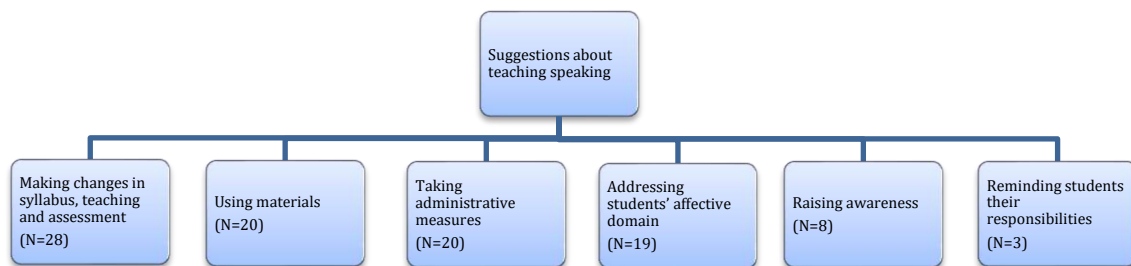 Suggestions about
teaching speaking
Making changes in
syllabus, teaching
and assessment
(N=28)
Using materials
(N=20)
Taking
administrative
measures
(N=20)
Addressing
students’ affective
domain
(N=19)
Raising awareness
(N=8)
Reminding students
their
responsibilities
(N=3)